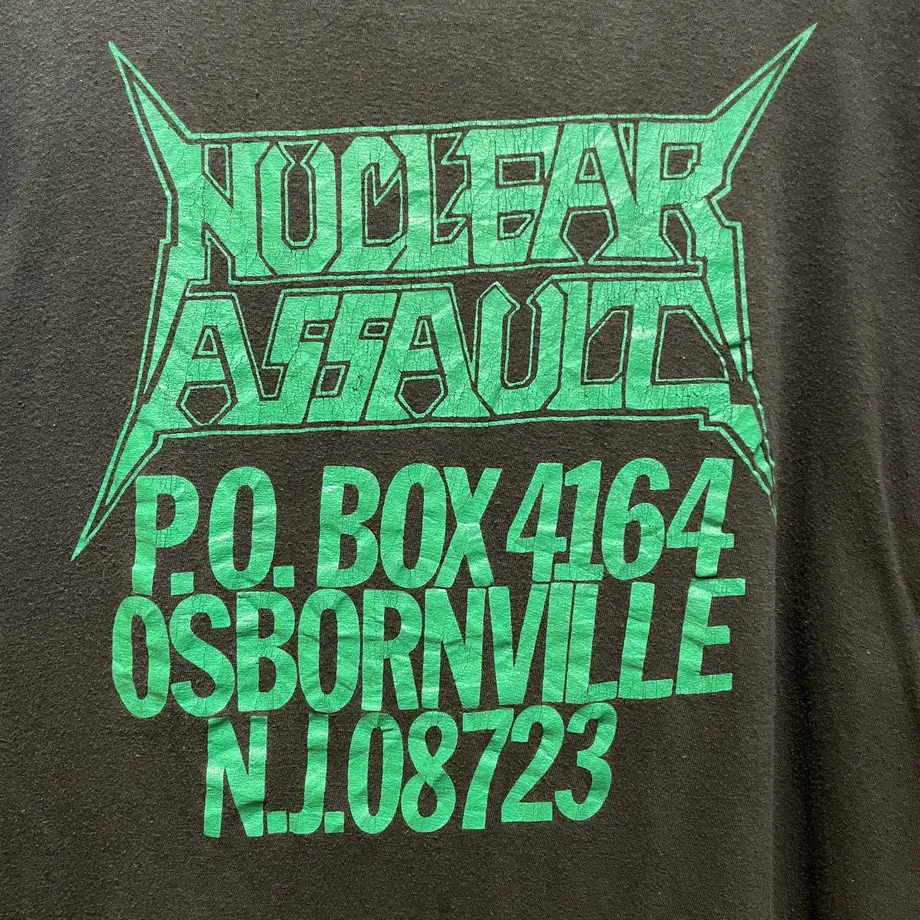 NUCLEAR
ASSAULT
P.O. BOX 4164
OSBORNVILLE
N.J.08723